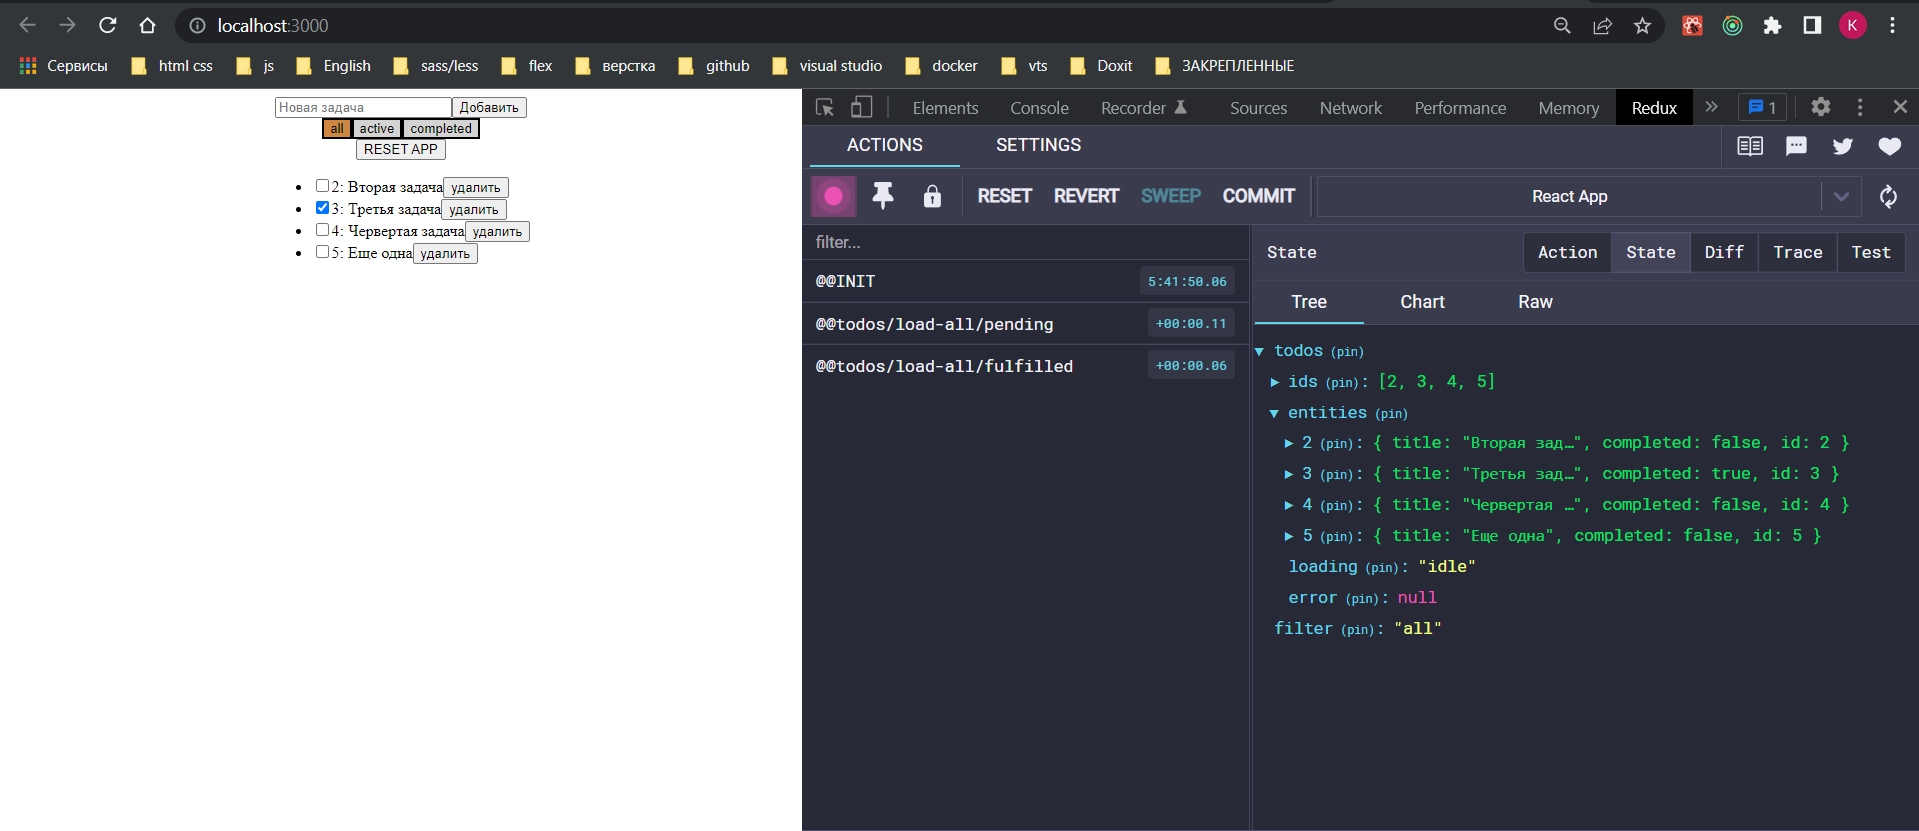 localhost:3000
K
Сервисы html css js English sass/less flex верстка github visual studio docker vts Doxit ЗАКРЕПЛЕННЫЕ
Новая задача Добавить
all active completed
RESET APP
2: Вторая задача удалить
3: Третья задача удалить
4: Червертая задача удалить
5: Еще одна удалить
Elements Console Recorder Sources Network Performance Memory Redux » 1
ACTIONS SETTINGS
RESET REVERT SWEEP COMMIT React App
filter...
@@INIT 5:41:50.06
@@todos/load-all/pending +00:00.11
@@todos/load-all/fulfilled +00:00.06
State Action State Diff Trace Test
Tree Chart Raw
todos (pin)
ids (pin): [2, 3, 4, 5]
entities (pin)
2 (pin): { title: "Вторая зад…", completed: false, id: 2 }
3 (pin): { title: "Третья зад…", completed: true, id: 3 }
4 (pin): { title: "Червертая …", completed: false, id: 4 }
5 (pin): { title: "Еще одна", completed: false, id: 5 }
loading (pin): "idle"
error (pin): null
filter (pin): "all"